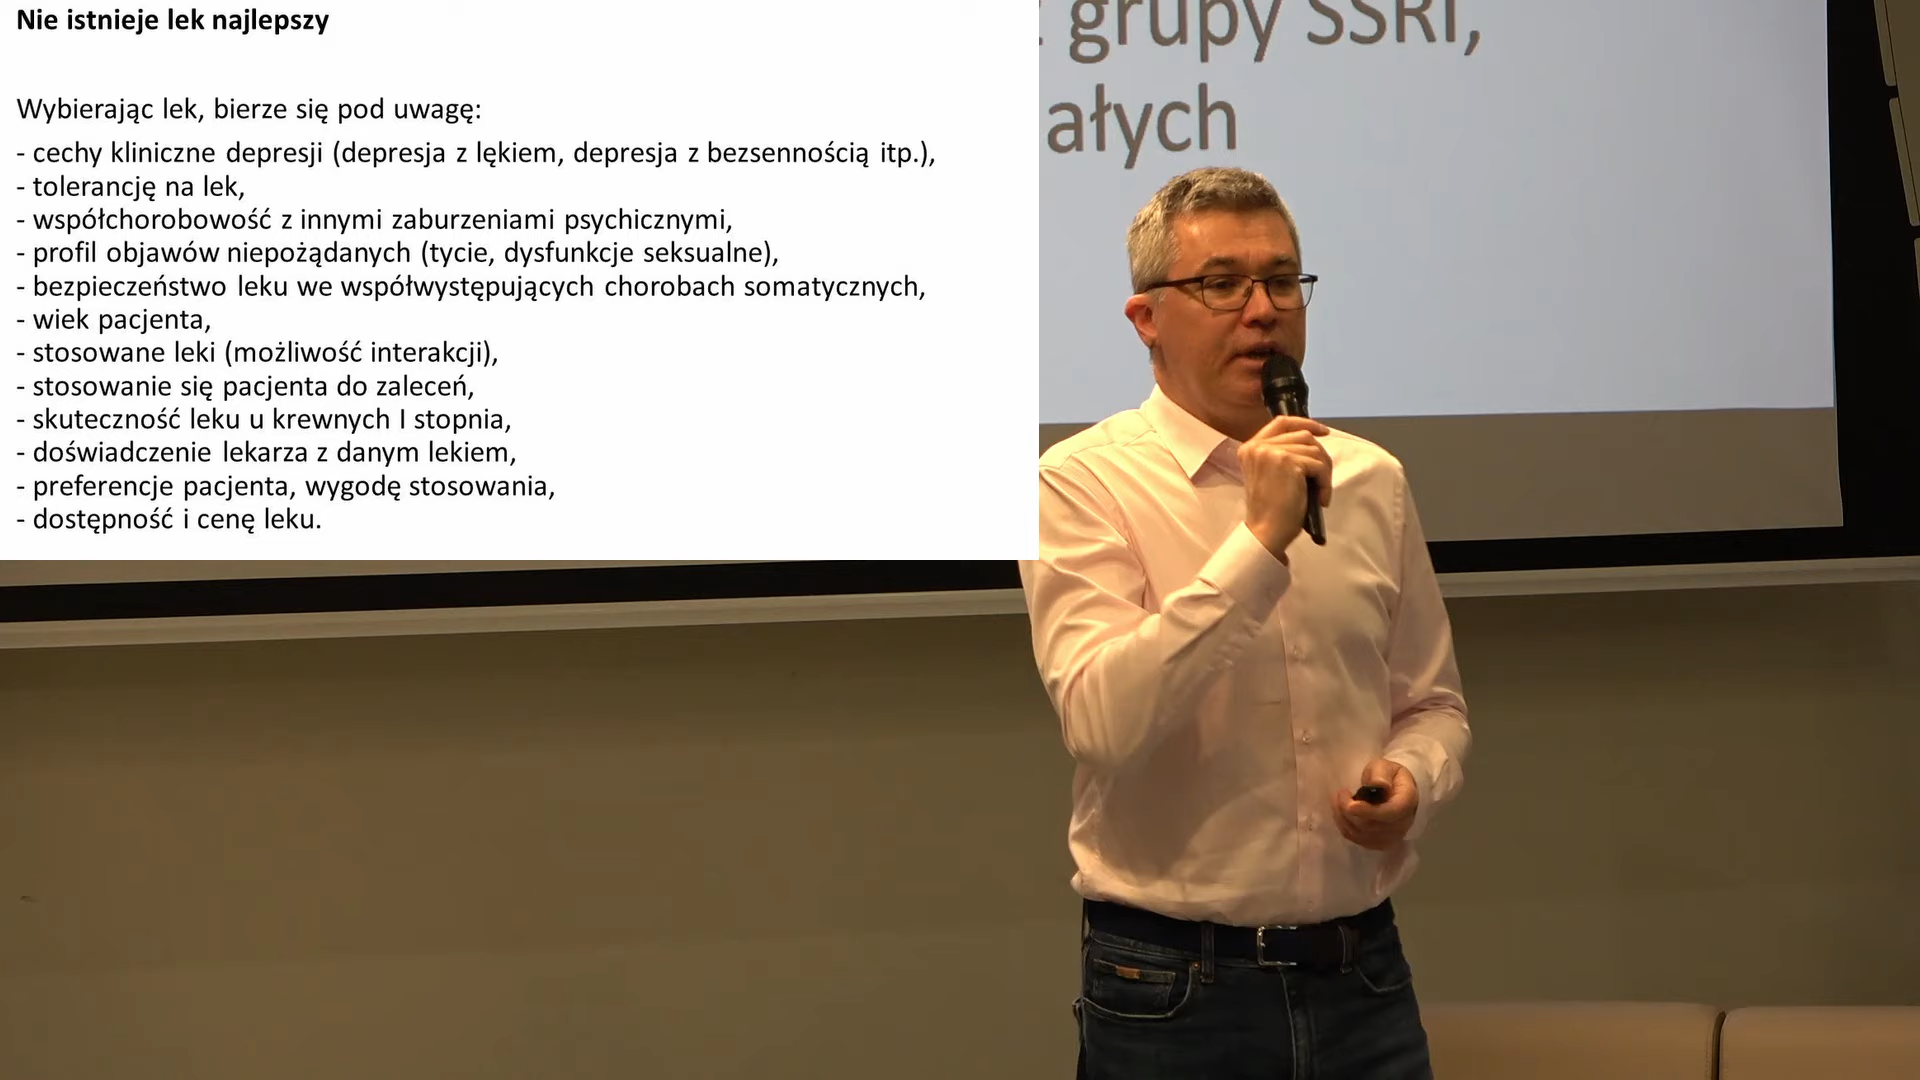 Nie istnieje lek najlepszy
Wybierając lek, bierze się pod uwagę:
- cechy kliniczne depresji (depresja z lękiem, depresja z bezsennością itp.),
- tolerancję na lek,
- współchorobowość z innymi zaburzeniami psychicznymi,
- profil objawów niepożądanych (tycie, dysfunkcje seksualne),
- bezpieczeństwo leku we współwystępujących chorobach somatycznych,
- wiek pacjenta,
- stosowane leki (możliwość interakcji),
- stosowanie się pacjenta do zaleceń,
- skuteczność leku u krewnych I stopnia,
- doświadczenie lekarza z danym lekiem,
- preferencje pacjenta, wygodę stosowania,
- dostępność i cenę leku.
grupy SSRI,
ałych